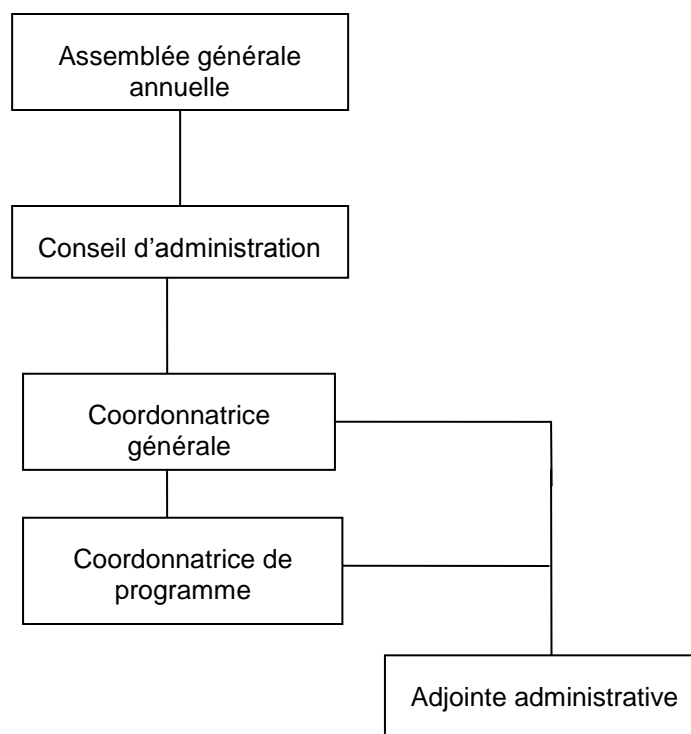 Assemblée générale
annuelle
Conseil d’administration
Coordonnatrice
générale
Coordonnatrice de
programme
Adjointe administrative